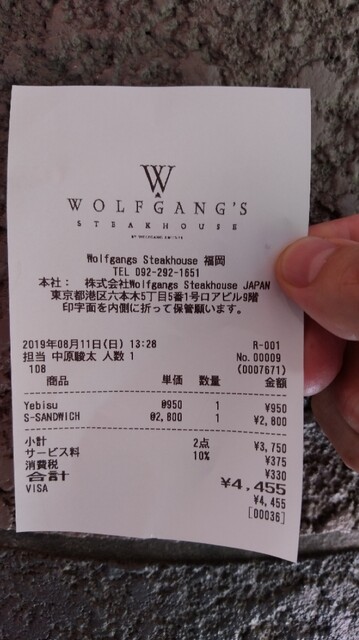 W
WOLFGANG'S
STEAKHOUSE
Wolfgangs Steakhouse 福岡
TEL 092-292-1651
本社： 株式会社Wolfgangs Steakhouse JAPAN
東京都港区六本木5丁目5番1号ロアビル9階
印字面を内側に折って保管願います。
2019年08月11日(日) 13:28 R-001
担当 中原駿太 人数 1 No.00009
108 (0007671)
商品 単価 数量 金額
Yebisu @950 1 ¥950
S-SANDWICH @2,800 1 ¥2,800
小計 2点 ¥3,750
サービス料 10% ¥375
消費税 ¥330
合計 ¥4,455
VISA ¥4,455
[00036]